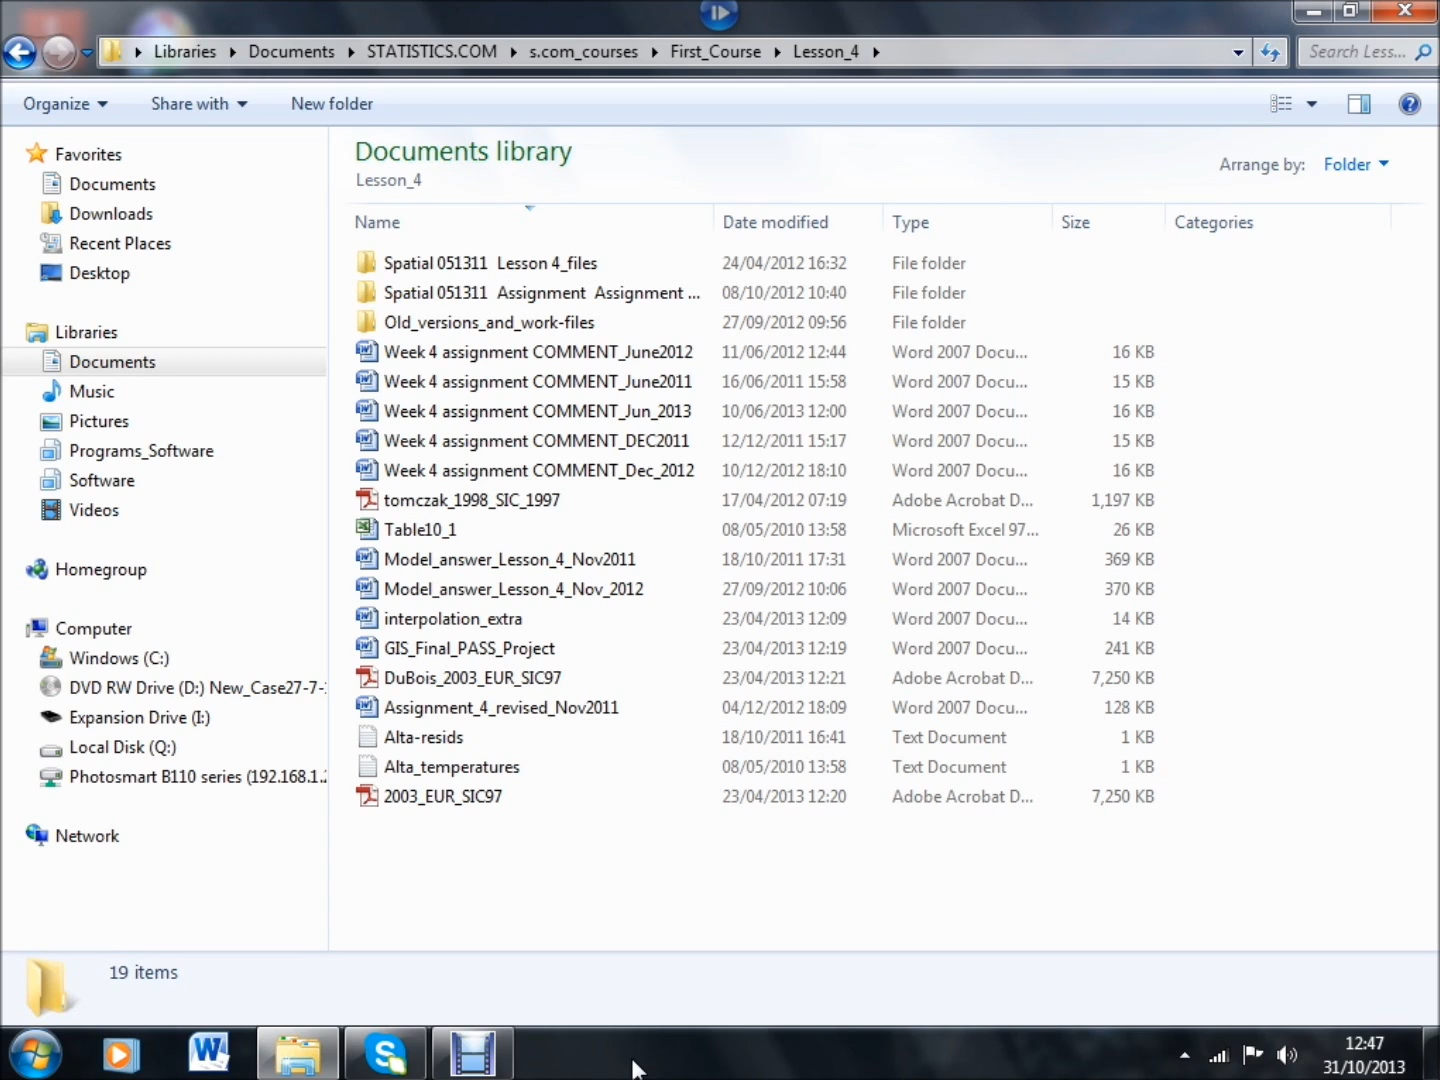 Libraries Documents STATISTICS.COM s.com_courses First_Course Lesson_4 Search Less...
Organize Share with New folder
Favorites
Documents
Downloads
Recent Places
Desktop
Libraries
Documents
Music
Pictures
Programs_Software
Software
Videos
Homegroup
Computer
Windows (C:)
DVD RW Drive (D:) New_Case27-7-
Expansion Drive (I:)
Local Disk (Q:)
Photosmart B110 series (192.168.1.
Network
Documents library
Lesson_4
Arrange by: Folder
Name Date modified Type Size Categories
Spatial 051311 Lesson 4_files 24/04/2012 16:32 File folder
Spatial 051311 Assignment Assignment ... 08/10/2012 10:40 File folder
Old_versions_and_work-files 27/09/2012 09:56 File folder
Week 4 assignment COMMENT_June2012 11/06/2012 12:44 Word 2007 Docu... 16 KB
Week 4 assignment COMMENT_June2011 16/06/2011 15:58 Word 2007 Docu... 15 KB
Week 4 assignment COMMENT_Jun_2013 10/06/2013 12:00 Word 2007 Docu... 16 KB
Week 4 assignment COMMENT_DEC2011 12/12/2011 15:17 Word 2007 Docu... 15 KB
Week 4 assignment COMMENT_Dec_2012 10/12/2012 18:10 Word 2007 Docu... 16 KB
tomczak_1998_SIC_1997 17/04/2012 07:19 Adobe Acrobat D... 1,197 KB
Table10_1 08/05/2010 13:58 Microsoft Excel 97... 26 KB
Model_answer_Lesson_4_Nov2011 18/10/2011 17:31 Word 2007 Docu... 369 KB
Model_answer_Lesson_4_Nov_2012 27/09/2012 10:06 Word 2007 Docu... 370 KB
interpolation_extra 23/04/2013 12:09 Word 2007 Docu... 14 KB
GIS_Final_PASS_Project 23/04/2013 12:19 Word 2007 Docu... 241 KB
DuBois_2003_EUR_SIC97 23/04/2013 12:21 Adobe Acrobat D... 7,250 KB
Assignment_4_revised_Nov2011 04/12/2012 18:09 Word 2007 Docu... 128 KB
Alta-resids 18/10/2011 16:41 Text Document 1 KB
Alta_temperatures 08/05/2010 13:58 Text Document 1 KB
2003_EUR_SIC97 23/04/2013 12:20 Adobe Acrobat D... 7,250 KB
19 items
12:47
31/10/2013